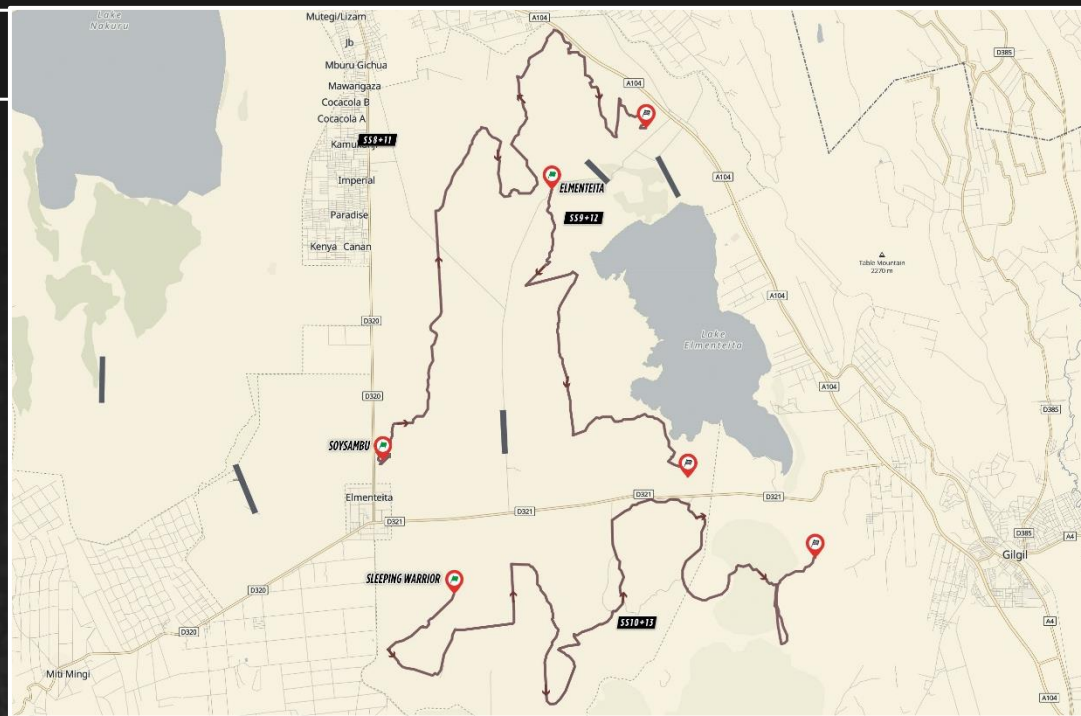 Lake
Nakuru
Mutegi/Lizam
Jb
Mburu Gichua
Mawangaza
Cocacola B
Cocacola A
SS8+11
Imperial
Paradise
Kenya Canan
A104
A104
D385
ELMENTEITA
SS9+12
A104
Table Mountain
2270 m
A104
Lake
Elmenteita
D320
A104
D320
D385
SOYSAMBU
Elmenteita
D321
D321
D321
D321
D385
A4
Gilgil
SLEEPING WARRIOR
D320
D320
SS10+13
A4
Miti Mingi
A104